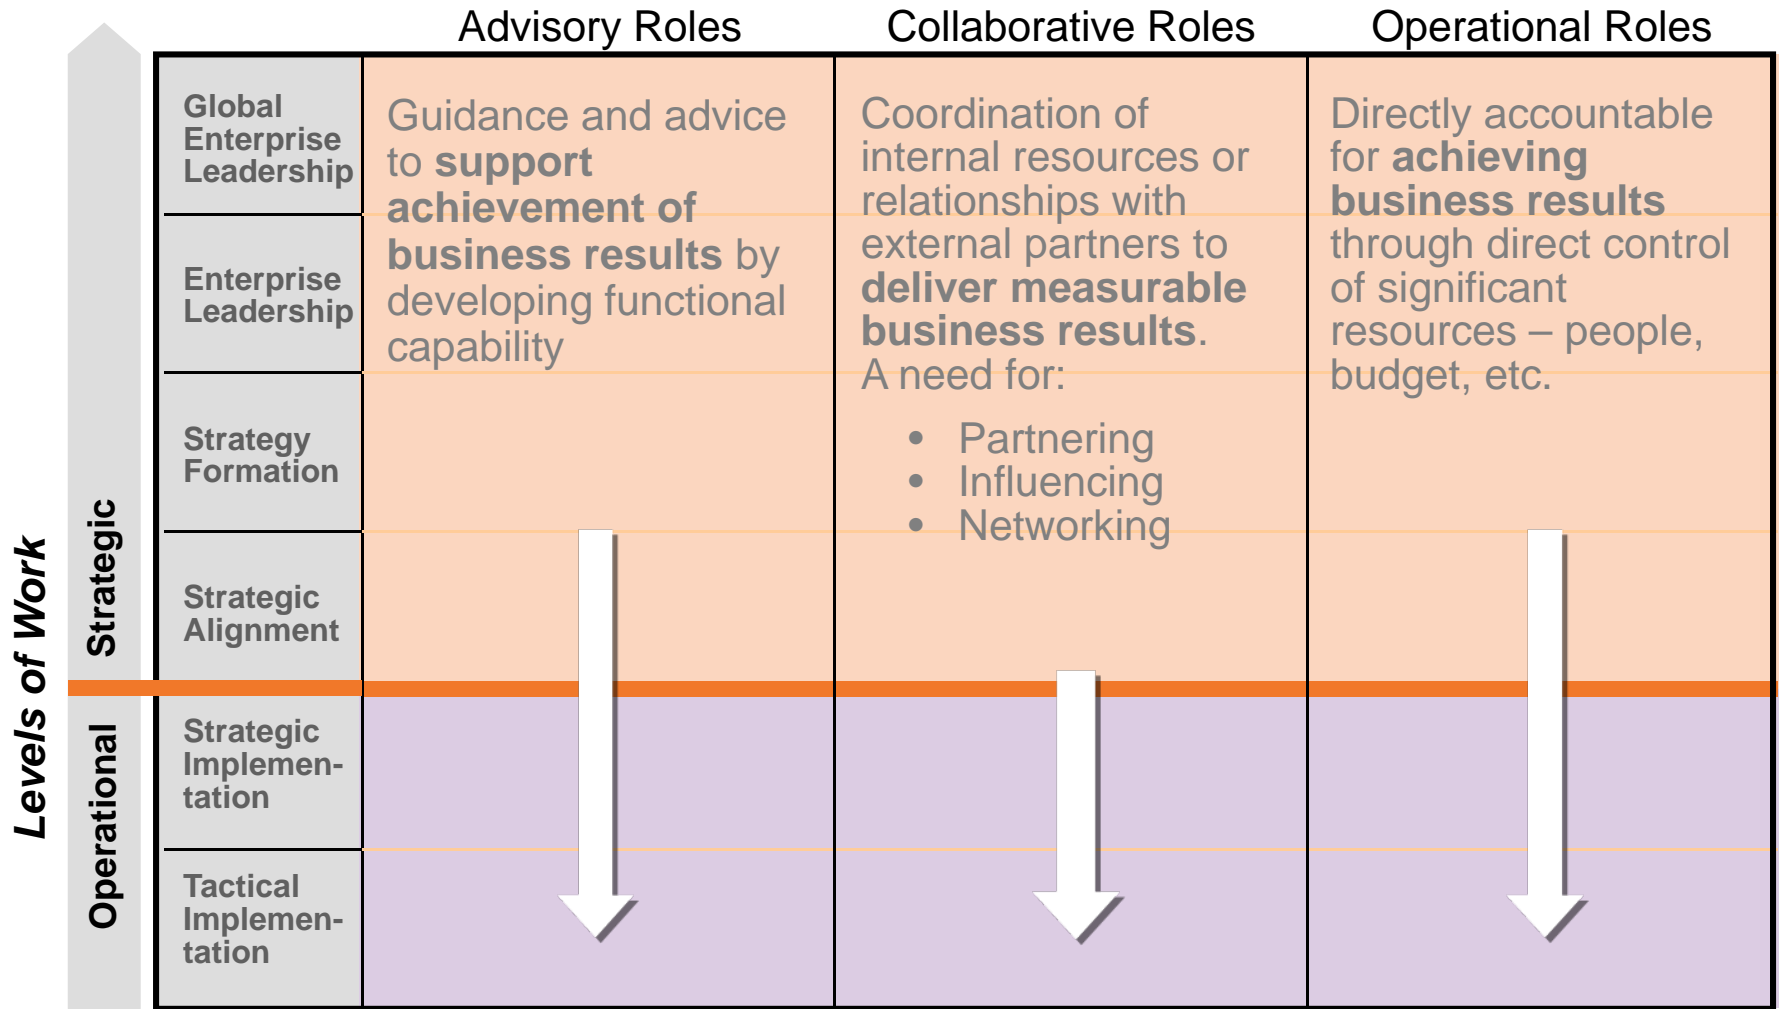 Advisory Roles
Collaborative Roles
Operational Roles
Levels of Work
Strategic
Operational
Global
Enterprise
Leadership
Enterprise
Leadership
Strategy
Formation
Strategic
Alignment
Strategic
Implemen-
tation
Tactical
Implemen-
tation
Guidance and advice
to support
achievement of
business results by
developing functional
capability
Coordination of
internal resources or
relationships with
external partners to
deliver measurable
business results.
A need for:
• Partnering
• Influencing
• Networking
Directly accountable
for achieving
business results
through direct control
of significant
resources – people,
budget, etc.